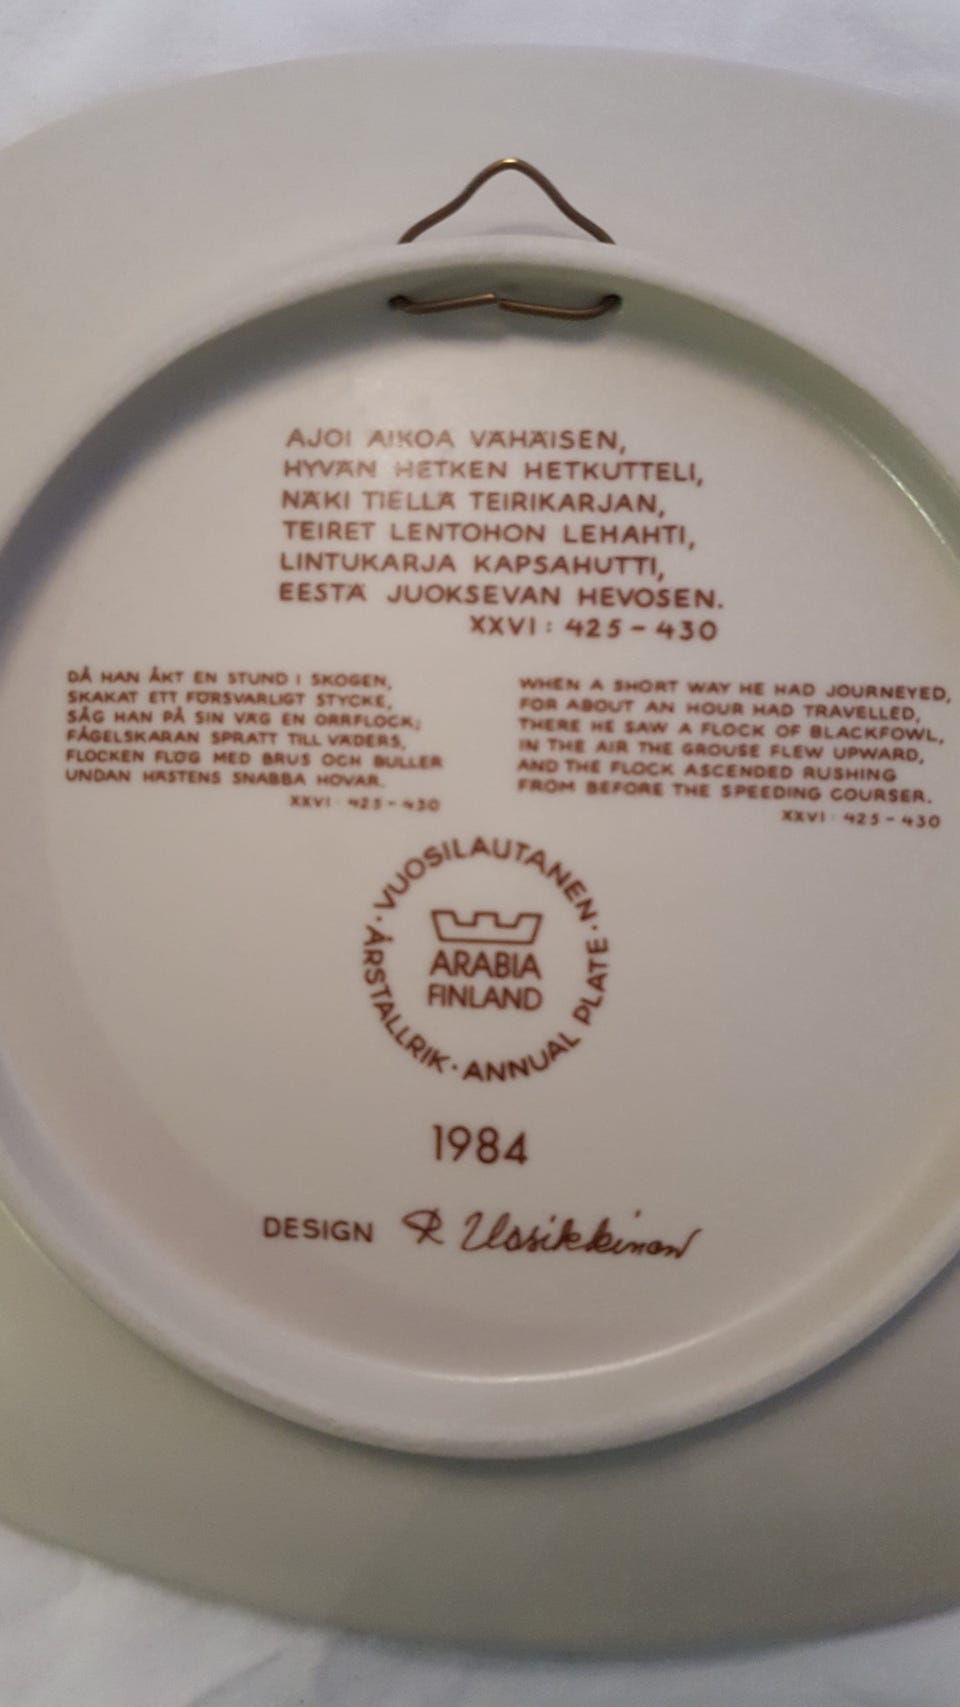 AJOI AIKOA VÄHÄISEN,
HYVÄN HETKEN HETKUTTELI,
NÄKI TIELLÄ TEIRIKARJAN,
TEIRET LENTOHON LEHAHTI,
LINTUKARJA KAPSAHUTTI,
EESTÄ JUOKSEVAN HEVOSEN.
XXVI: 425-430
DÅ HAN ÅKT EN STUND I SKOGEN,
SKAKAT ETT FÖRSVARLIGT STYCKE,
SÅG HAN PÅ SIN VÄG EN ORRFLOCK;
FÅGELSKARAN SPRATT TILL VÄDERS,
FLOCKEN FLÖG MED BRUS OCH BULLER
UNDAN HÄSTENS SNABBA HOVAR.
XXVI: 425-430
WHEN A SHORT WAY HE HAD JOURNEYED,
FOR ABOUT AN HOUR HAD TRAVELLED,
THERE HE SAW A FLOCK OF BLACKFOWL,
IN THE AIR THE GROUSE FLEW UPWARD,
AND THE FLOCK ASCENDED RUSHING
FROM BEFORE THE SPEEDING COURSER.
XXVI: 425-430
VUOSILAUTANEN · ANNUAL PLATE · ÅRSTALLRIK ·
ARABIA
FINLAND
1984
DESIGN R Uosikkinen